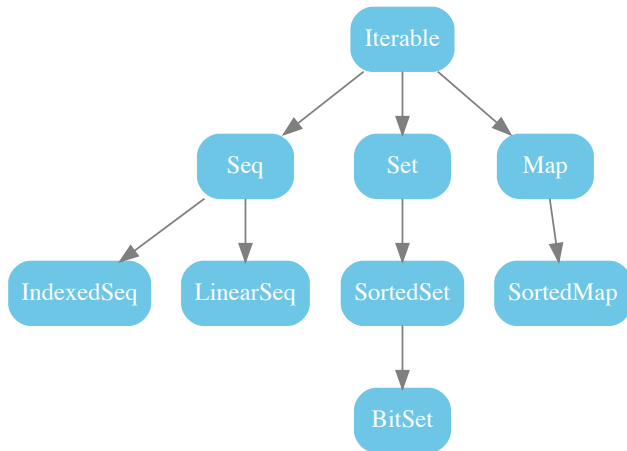 Iterable
Seq
Set
Map
IndexedSeq
LinearSeq
SortedSet
SortedMap
BitSet